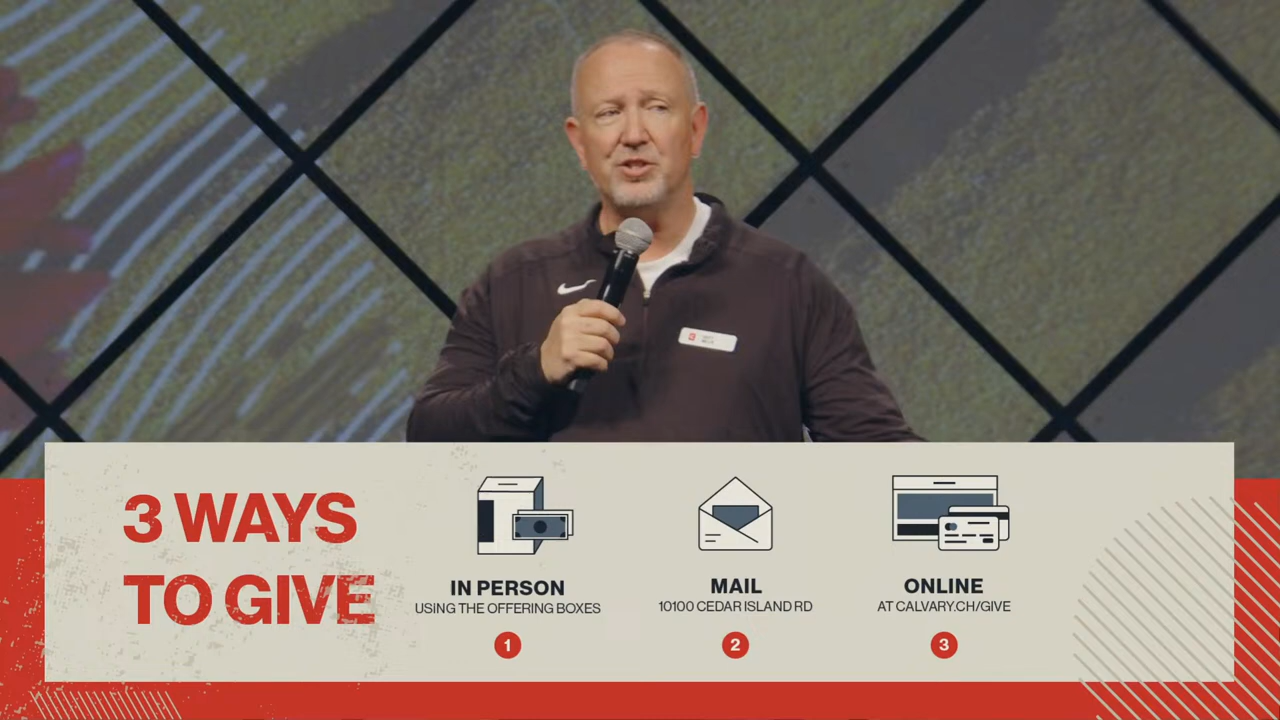 3 WAYS
TO GIVE
IN PERSON
USING THE OFFERING BOXES
1
MAIL
10100 CEDAR ISLAND RD
2
ONLINE
AT CALVARY.CH/GIVE
3